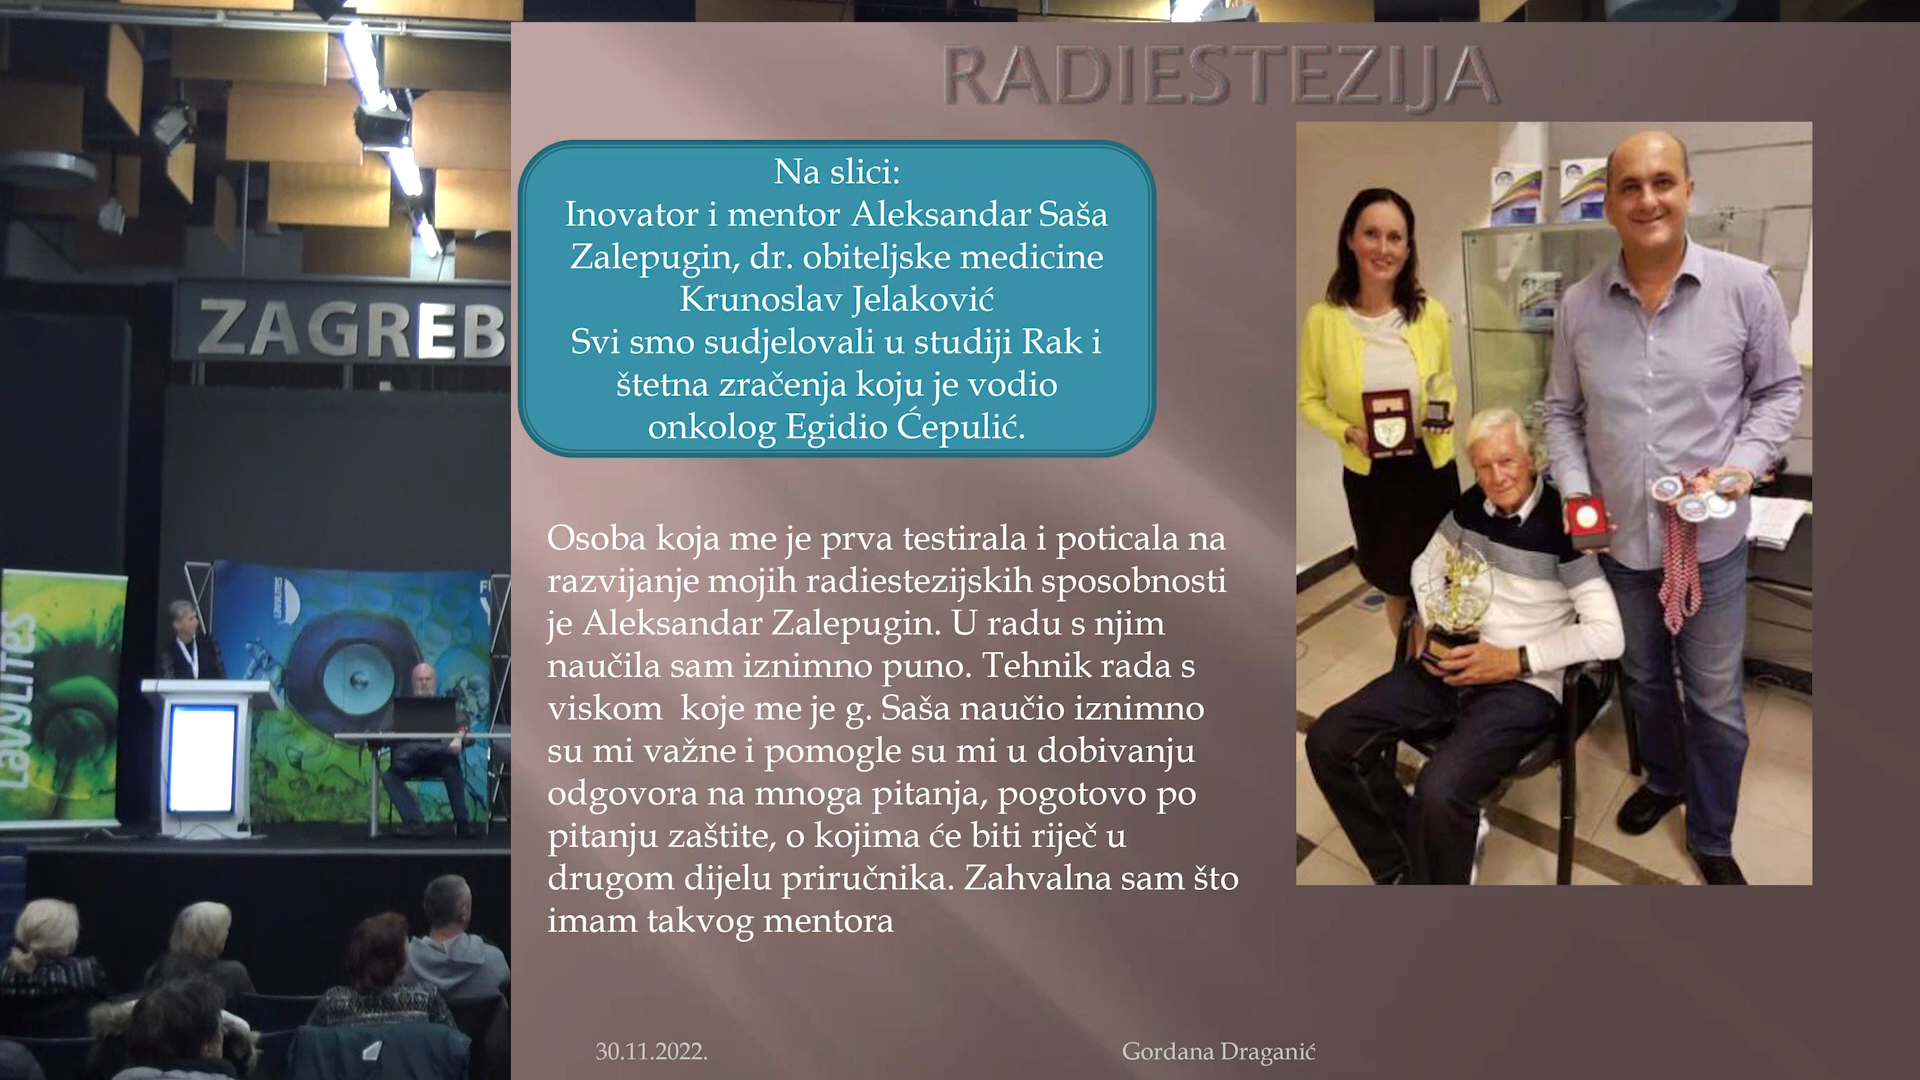 RADIESTEZIJA
Na slici:
Inovator i mentor Aleksandar Saša
Zalepugin, dr. obiteljske medicine
Krunoslav Jelaković
Svi smo sudjelovali u studiji Rak i
štetna zračenja koju je vodio
onkolog Egidio Ćepulić.
Osoba koja me je prva testirala i poticala na
razvijanje mojih radiestezijskih sposobnosti
je Aleksandar Zalepugin. U radu s njim
naučila sam iznimno puno. Tehnik rada s
viskom  koje me je g. Saša naučio iznimno
su mi važne i pomogle su mi u dobivanju
odgovora na mnoga pitanja, pogotovo po
pitanju zaštite, o kojima će biti riječ u
drugom dijelu priručnika. Zahvalna sam što
imam takvog mentora
30.11.2022.
Gordana Draganić
ZAGREB
Lavylites